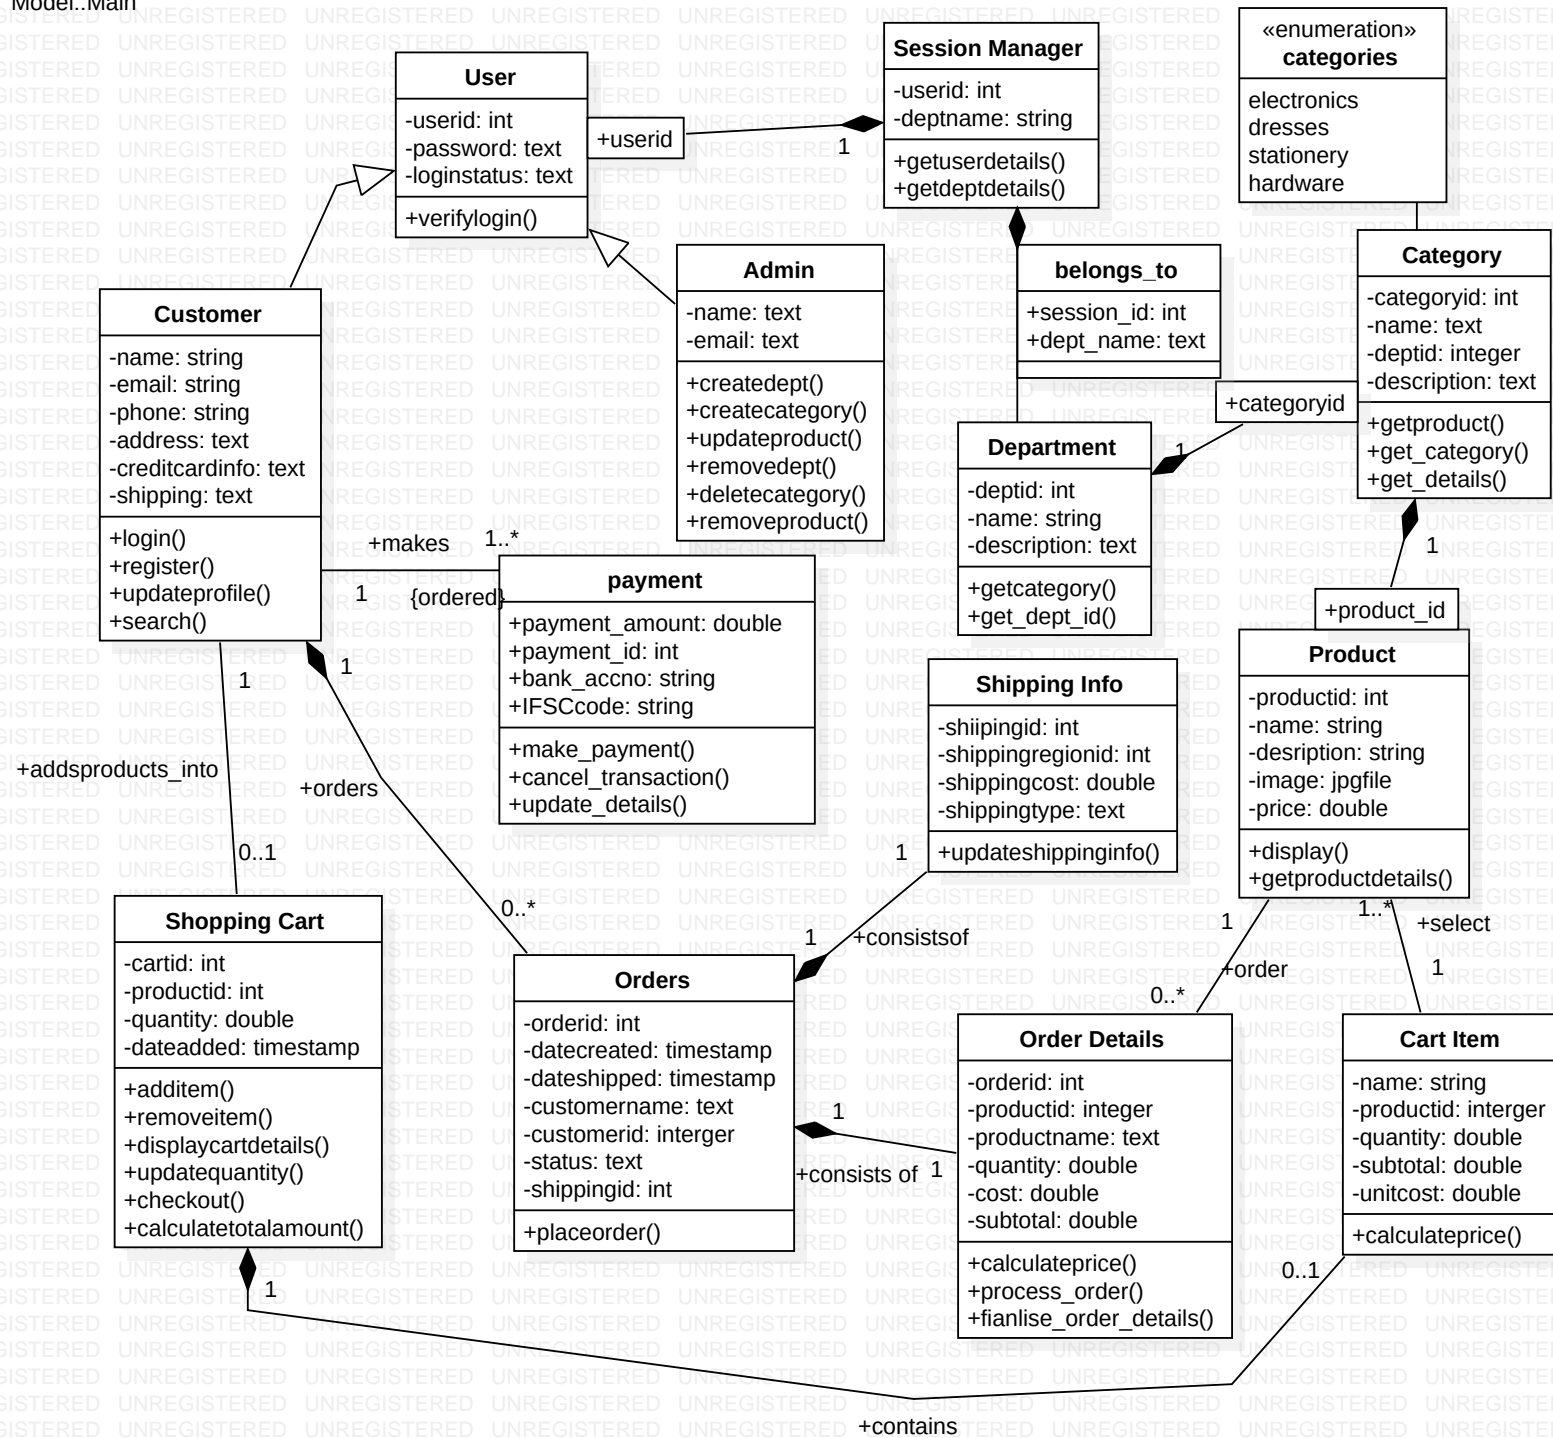 Model::Main
User
-userid: int
-password: text
-loginstatus: text
+verifylogin()
+userid
1
Session Manager
-userid: int
-deptname: string
+getuserdetails()
+getdeptdetails()
«enumeration»
categories
electronics
dresses
stationery
hardware
Customer
-name: string
-email: string
-phone: string
-address: text
-creditcardinfo: text
-shipping: text
+login()
+register()
+updateprofile()
+search()
Admin
-name: text
-email: text
+createdept()
+createcategory()
+updateproduct()
+removedept()
+deletecategory()
+removeproduct()
belongs_to
+session_id: int
+dept_name: text
Category
-categoryid: int
-name: text
-deptid: integer
-description: text
+getproduct()
+get_category()
+get_details()
+categoryid
1
Department
-deptid: int
-name: string
-description: text
+getcategory()
+get_dept_id()
1
+product_id
+makes
1..*
1
{ordered}
payment
+payment_amount: double
+payment_id: int
+bank_accno: string
+IFSCcode: string
+make_payment()
+cancel_transaction()
+update_details()
Shipping Info
-shiipingid: int
-shippingregionid: int
-shippingcost: double
-shippingtype: text
+updateshippinginfo()
Product
-productid: int
-name: string
-desription: string
-image: jpgfile
-price: double
+display()
+getproductdetails()
1
1
+addsproducts_into
+orders
0..1
0..*
1
1
+consistsof
1
1..*
+select
+order
1
0..*
Shopping Cart
-cartid: int
-productid: int
-quantity: double
-dateadded: timestamp
+additem()
+removeitem()
+displaycartdetails()
+updatequantity()
+checkout()
+calculatetotalamount()
Orders
-orderid: int
-datecreated: timestamp
-dateshipped: timestamp
-customername: text
-customerid: interger
-status: text
-shippingid: int
+placeorder()
1
+consists of
1
Order Details
-orderid: int
-productid: integer
-productname: text
-quantity: double
-cost: double
-subtotal: double
+calculateprice()
+process_order()
+fianlise_order_details()
Cart Item
-name: string
-productid: interger
-quantity: double
-subtotal: double
-unitcost: double
+calculateprice()
1
0..1
+contains
UNREGISTERED